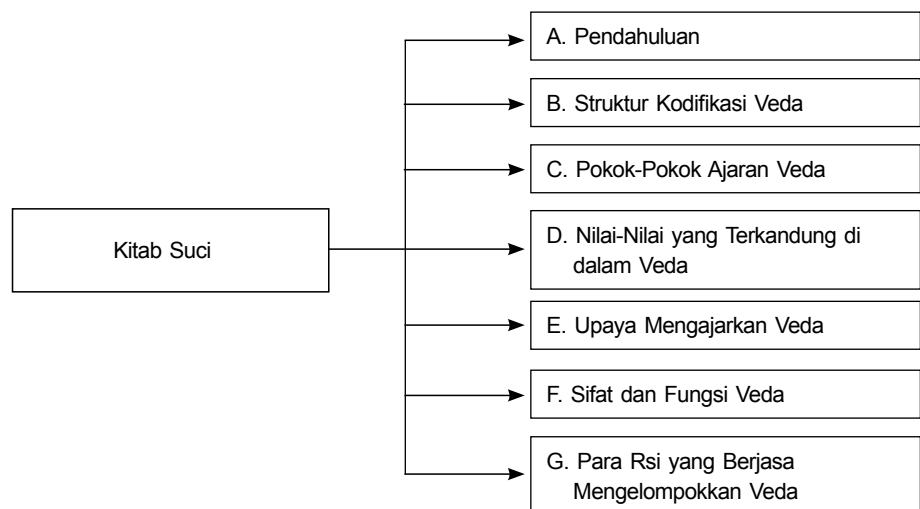 Kitab Suci
A. Pendahuluan
B. Struktur Kodifikasi Veda
C. Pokok-Pokok Ajaran Veda
D. Nilai-Nilai yang Terkandung di
dalam Veda
E. Upaya Mengajarkan Veda
F. Sifat dan Fungsi Veda
G. Para Rsi yang Berjasa
Mengelompokkan Veda